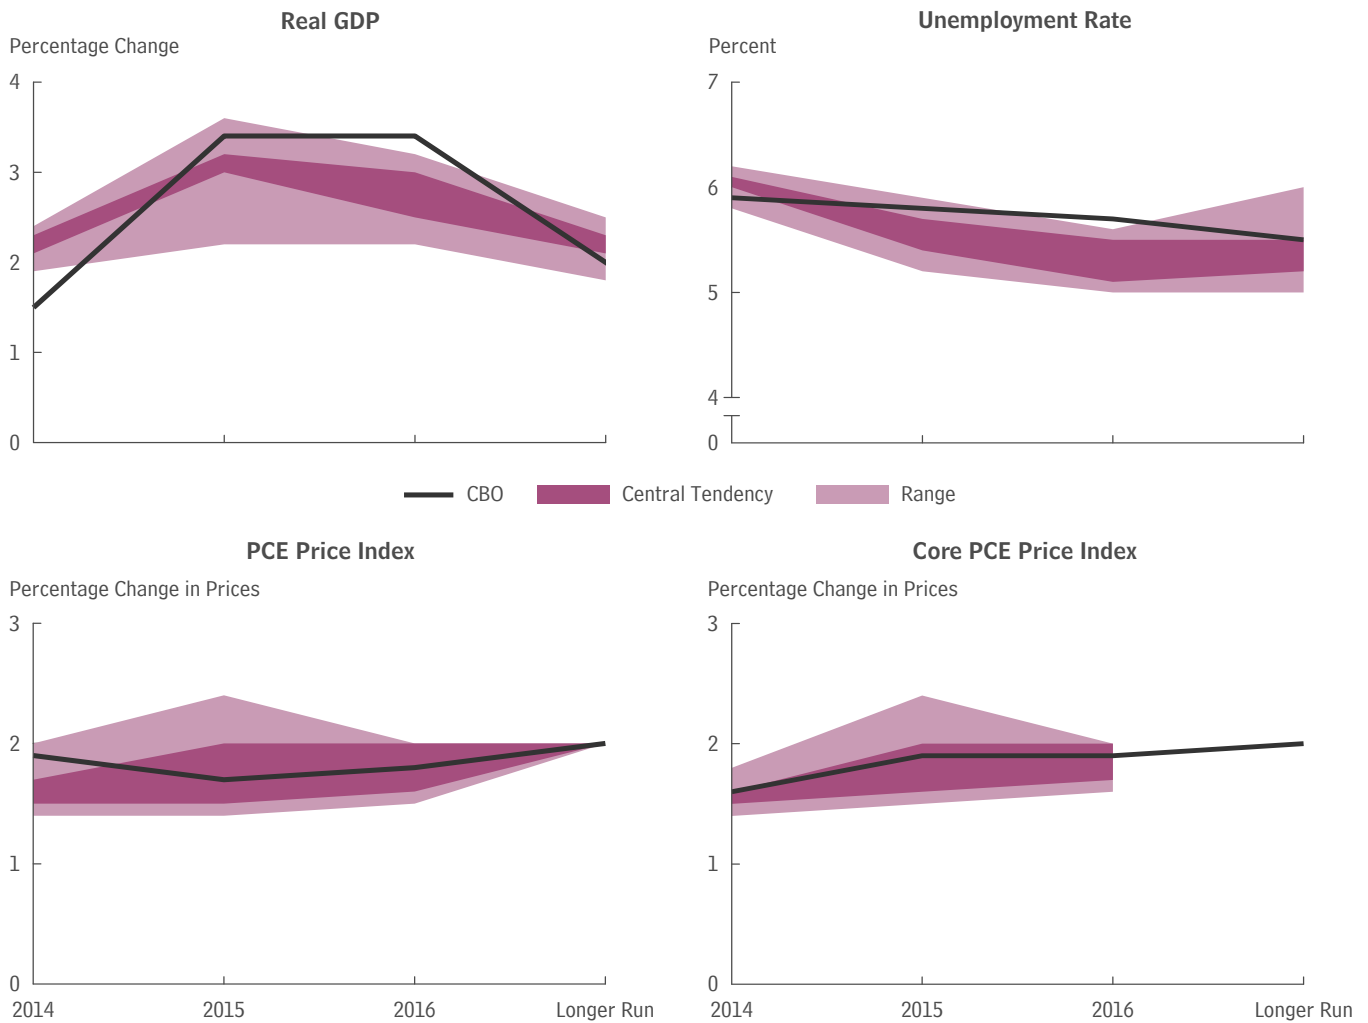 Real GDP
Percentage Change
4
3
2
1
0
Unemployment Rate
Percent
7
6
5
4
0
CBO Central Tendency Range
PCE Price Index
Percentage Change in Prices
3
2
1
0
2014 2015 2016 Longer Run
Core PCE Price Index
Percentage Change in Prices
3
2
1
0
2014 2015 2016 Longer Run